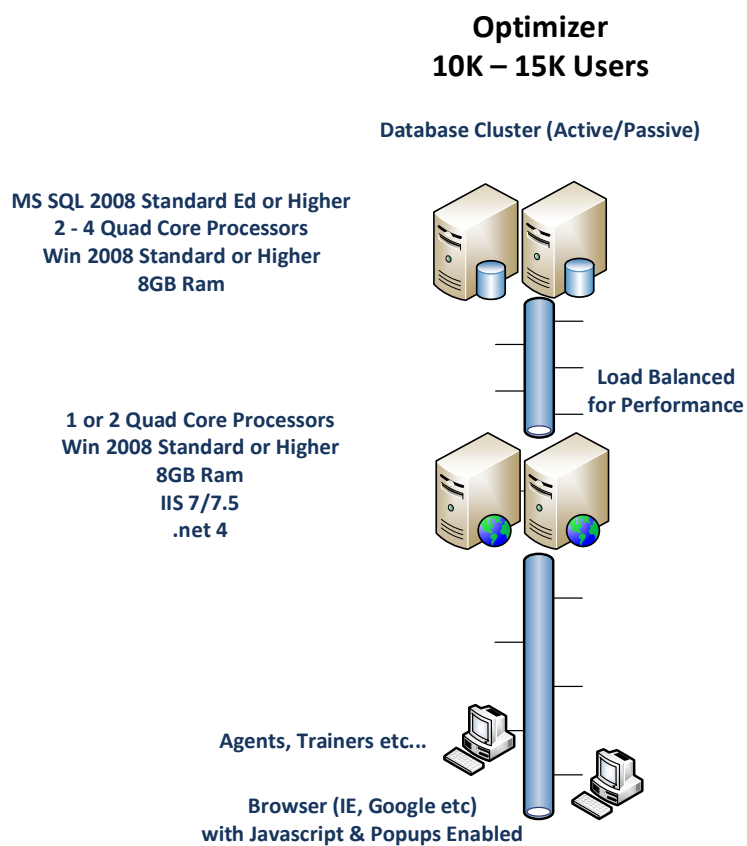 Optimizer
10K – 15K Users
Database Cluster (Active/Passive)
MS SQL 2008 Standard Ed or Higher
2 - 4 Quad Core Processors
Win 2008 Standard or Higher
8GB Ram
Load Balanced
for Performance
1 or 2 Quad Core Processors
Win 2008 Standard or Higher
8GB Ram
IIS 7/7.5
.net 4
Agents, Trainers etc...
Browser (IE, Google etc)
with Javascript & Popups Enabled